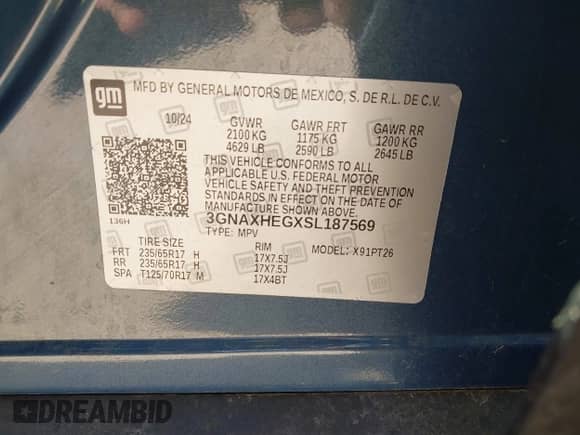 gm
MFD BY GENERAL MOTORS DE MEXICO, S. DE R.L. DE C.V.
10/24 GVWR GAWR FRT GAWR RR
2100 KG 1175 KG 1200 KG
4629 LB 2590 LB 2645 LB
THIS VEHICLE CONFORMS TO ALL
APPLICABLE U.S. FEDERAL MOTOR
VEHICLE SAFETY AND THEFT PREVENTION
STANDARDS IN EFFECT ON THE DATE OF
MANUFACTURE SHOWN ABOVE.
3GNAXHEGXSL187569
136H
TYPE: MPV MODEL: X91PT26
TIRE SIZE RIM
FRT 235/65R17 H 17X7.5J
RR 235/65R17 H 17X7.5J
SPA T125/70R17 M 17X4BT
DREAMBID